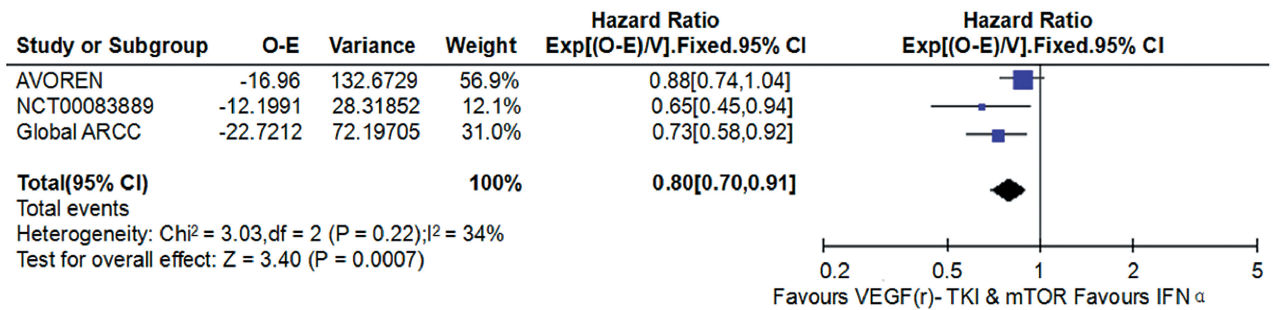 Hazard Ratio Hazard Ratio
Study or Subgroup O-E Variance Weight Exp[(O-E)/V].Fixed.95% CI Exp[(O-E)/V].Fixed.95% CI
AVOREN -16.96 132.6729 56.9% 0.88[0.74,1.04]
NCT00083889 -12.1991 28.31852 12.1% 0.65[0.45,0.94]
Global ARCC -22.7212 72.19705 31.0% 0.73[0.58,0.92]
Total(95% CI) 100% 0.80[0.70,0.91]
Total events
Heterogeneity: Chi² = 3.03,df = 2 (P = 0.22);I² = 34%
Test for overall effect: Z = 3.40 (P = 0.0007)
0.2 0.5 1 2 5
Favours VEGF(r)- TKI & mTOR Favours IFN α